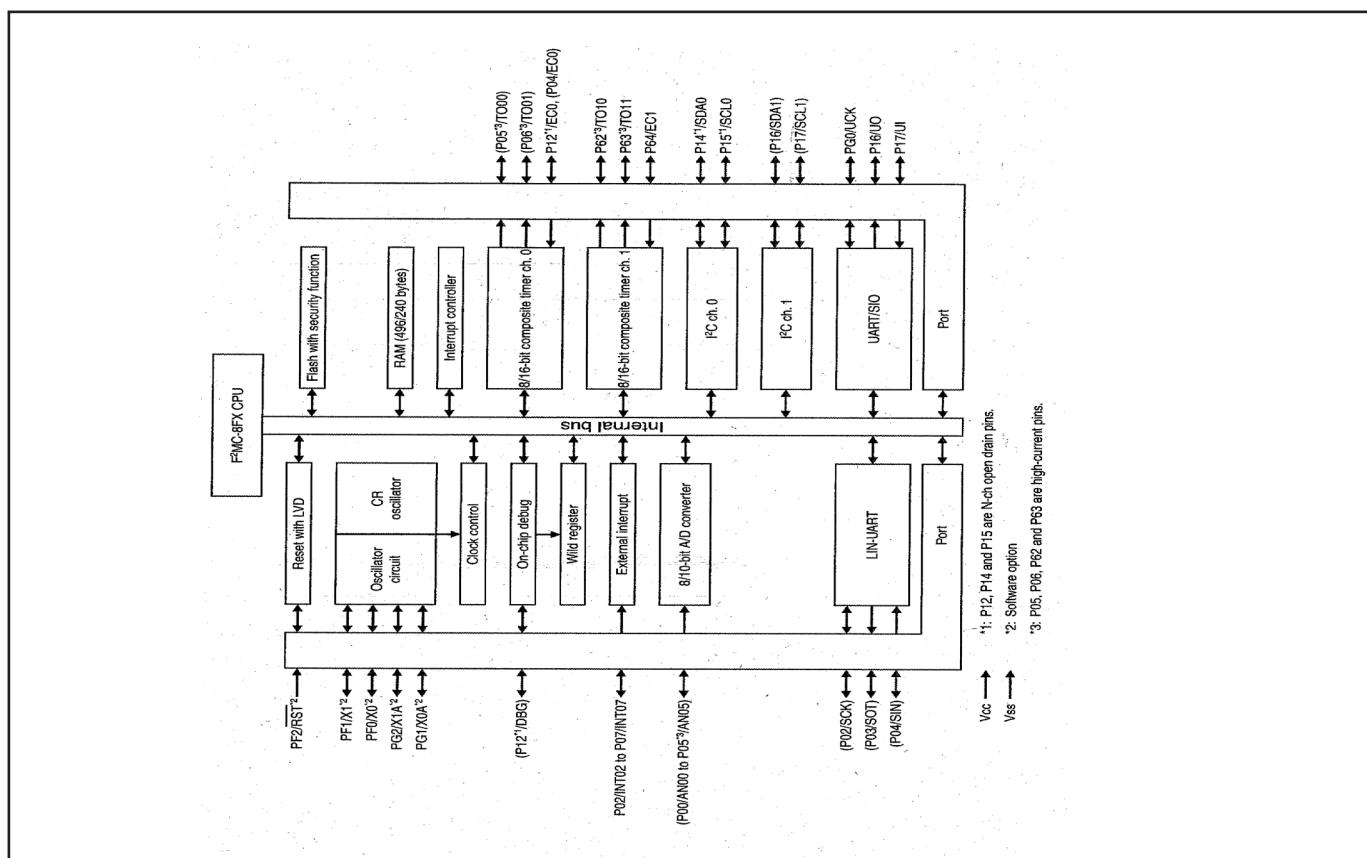 F²MC-8FX CPU
Reset with LVD
Oscillator
circuit
CR
oscillator
Clock control
On-chip debug
Wild register
External interrupt
8/10-bit A/D converter
LIN-UART
Port
Internal bus
Flash with security function
RAM (496/240 bytes)
Interrupt controller
8/16-bit composite timer ch. 0
8/16-bit composite timer ch. 1
I²C ch. 0
I²C ch. 1
UART/SIO
Port
PF2/RST*2
PF1/X1*2
PF0/X0*2
PG2/X1A*2
PG1/X0A*2
(P12*1/DBG)
P02/INT02 to P07/INT07
(P00/AN00 to P05*3/AN05)
(P02/SCK)
(P03/SOT)
(P04/SIN)
(P05*3/TO00)
(P06*3/TO01)
P12*1/EC0, (P04/EC0)
P62*3/TO10
P63*3/TO11
P64/EC1
P14*1/SDA0
P15*1/SCL0
(P16/SDA1)
(P17/SCL1)
PG0/UCK
P16/UO
P17/UI
Vcc
Vss
*1: P12, P14 and P15 are N-ch open drain pins.
*2: Software option
*3: P05, P06, P62 and P63 are high-current pins.